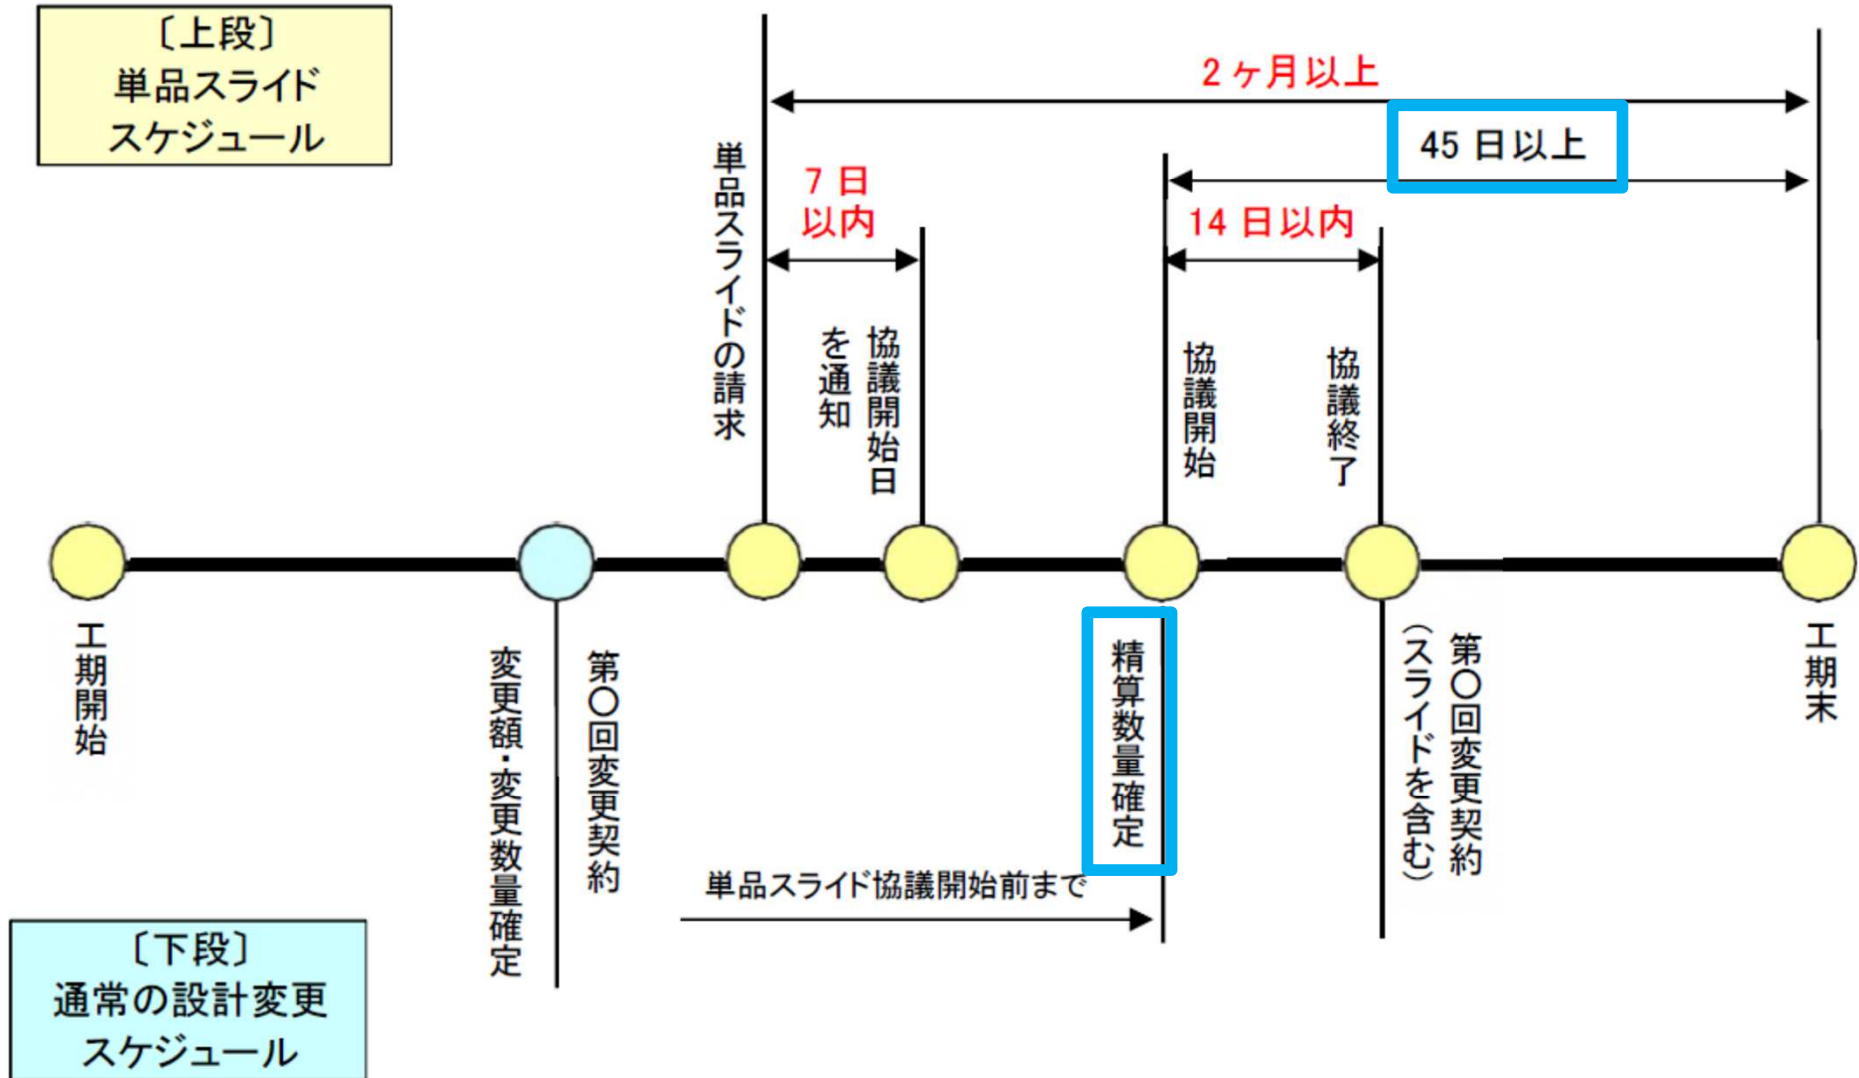 〔上段〕
単品スライド
スケジュール
2ヶ月以上
45日以上
7日
以内
14日以内
単品スライドの請求
協議開始日
を通知
協議開始
協議終了
工期開始
第〇回変更契約
変更額・変更数量確定
精算数量確定
第〇回変更契約
（スライドを含む）
工期末
単品スライド協議開始前まで
〔下段〕
通常の設計変更
スケジュール